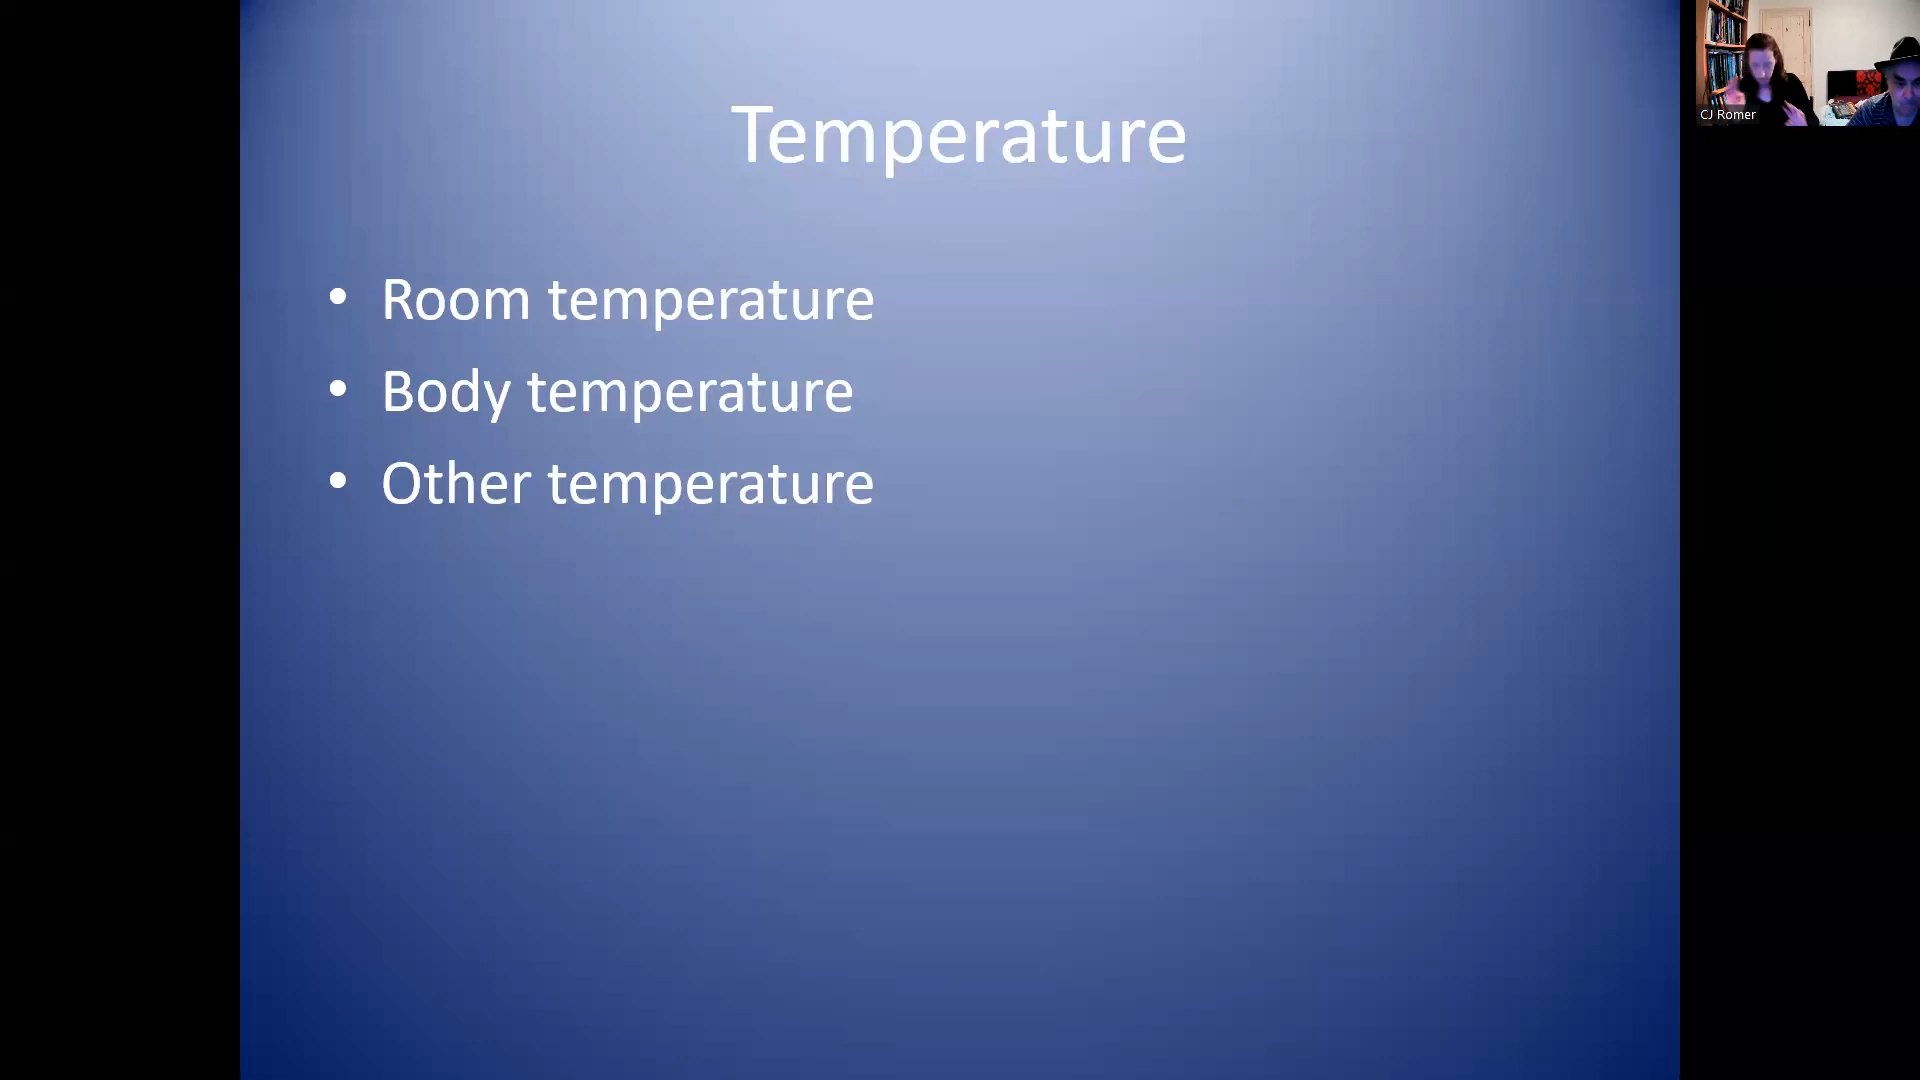 Temperature
CJ Romer
• Room temperature
• Body temperature
• Other temperature